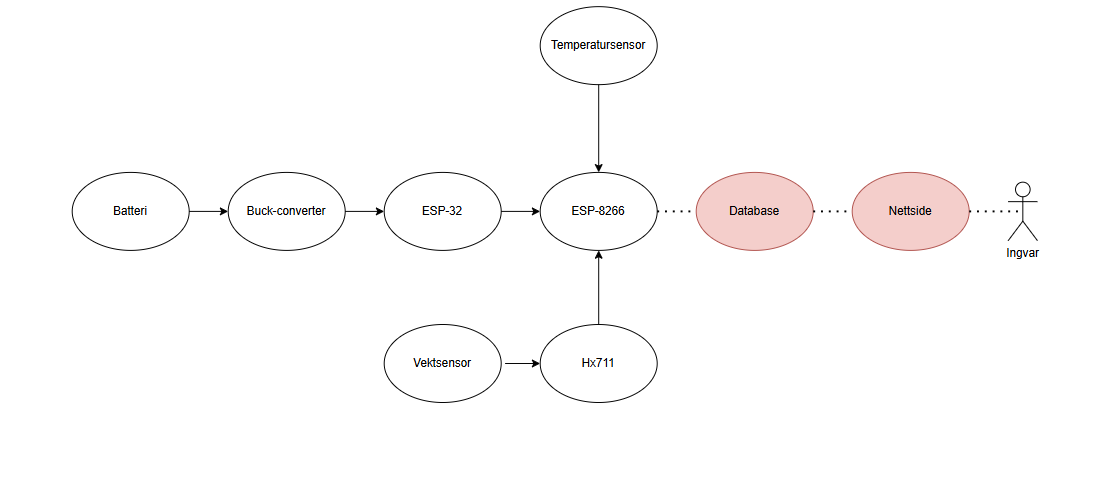 Temperatursensor
Batteri
Buck-converter
ESP-32
ESP-8266
Database
Nettside
Ingvar
Vektsensor
Hx711